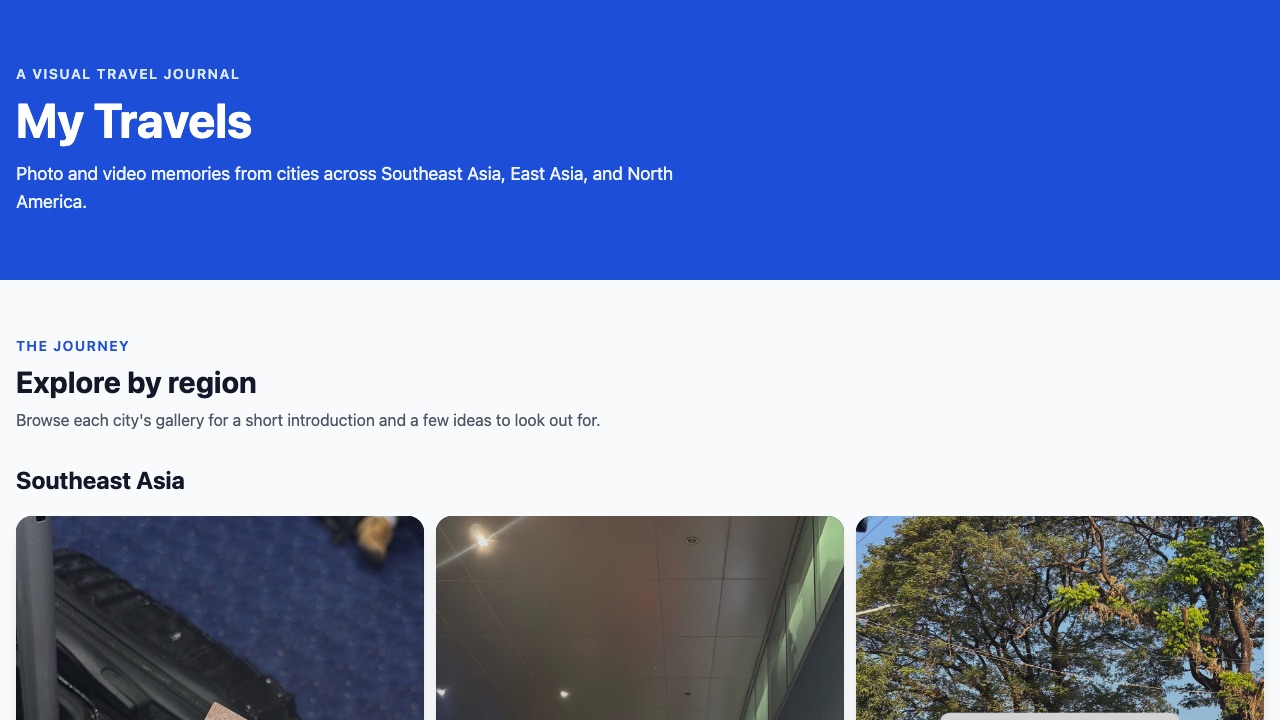 A VISUAL TRAVEL JOURNAL
My Travels
Photo and video memories from cities across Southeast Asia, East Asia, and North
America.
THE JOURNEY
Explore by region
Browse each city's gallery for a short introduction and a few ideas to look out for.
Southeast Asia